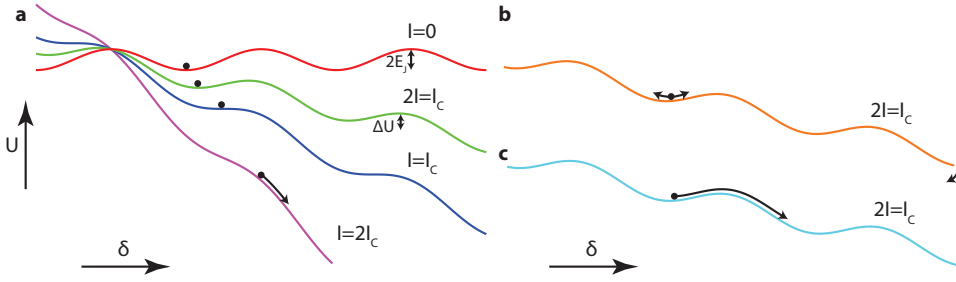 a
I=0
2E_J
2I=I_C
ΔU
U
I=I_C
I=2I_C
δ
b
2I=I_C
c
2I=I_C
δ